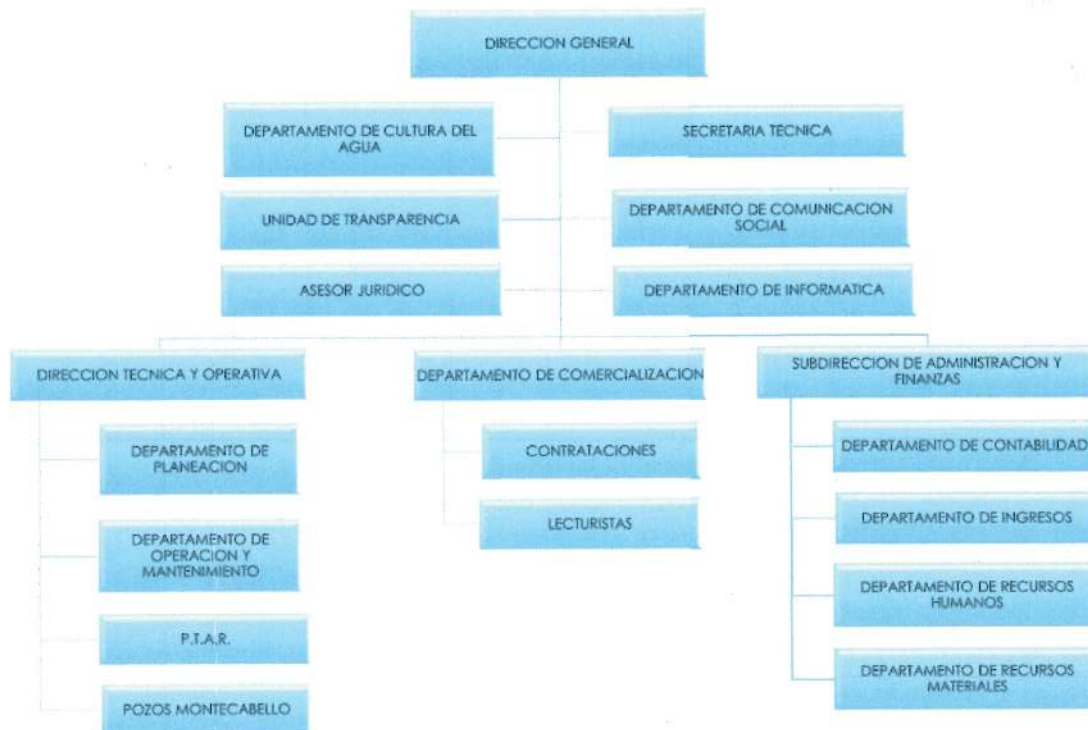 DIRECCION GENERAL
DEPARTAMENTO DE CULTURA DEL
AGUA
SECRETARIA TECNICA
UNIDAD DE TRANSPARENCIA
DEPARTAMENTO DE COMUNICACION
SOCIAL
ASESOR JURIDICO
DEPARTAMENTO DE INFORMATICA
DIRECCION TECNICA Y OPERATIVA
DEPARTAMENTO DE
PLANEACION
DEPARTAMENTO DE
OPERACION Y
MANTENIMIENTO
P.T.A.R.
POZOS MONTECABELLO
DEPARTAMENTO DE COMERCIALIZACION
CONTRATACIONES
LECTURISTAS
SUBDIRECCION DE ADMINISTRACION Y
FINANZAS
DEPARTAMENTO DE CONTABILIDAD
DEPARTAMENTO DE INGRESOS
DEPARTAMENTO DE RECURSOS
HUMANOS
DEPARTAMENTO DE RECURSOS
MATERIALES